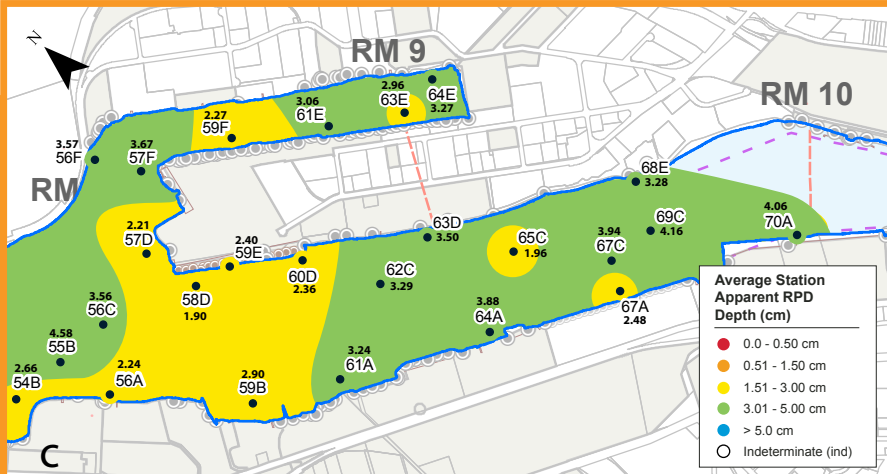 N
RM 9
RM 10
RM
2.96
63E
64E
3.27
3.06
61E
2.27
59F
3.57
56F
3.67
57F
68E
3.28
2.21
57D
2.40
59E
60D
2.36
63D
3.50
65C
1.96
3.94
67C
69C
4.16
4.06
70A
58D
1.90
62C
3.29
67A
2.48
3.56
56C
3.88
64A
4.58
55B
3.24
61A
2.66
54B
2.24
56A
2.90
59B
C
Average Station
Apparent RPD
Depth (cm)
0.0 - 0.50 cm
0.51 - 1.50 cm
1.51 - 3.00 cm
3.01 - 5.00 cm
> 5.0 cm
Indeterminate (ind)